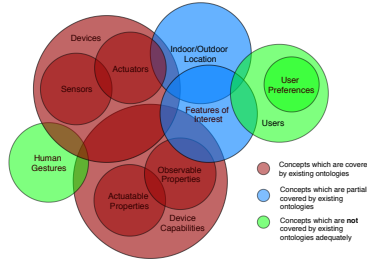 Devices
Indoor/Outdoor
Location
Actuators
Sensors
User
Preferences
Features of
Interest
Users
Human
Gestures
Observable
Properties
Actuatable
Properties
Device
Capabilities
Concepts which are covere
by existing ontologies
Concepts which are partial
covered by existing
ontologies
Concepts which are not
covered by existing
ontologies adequately